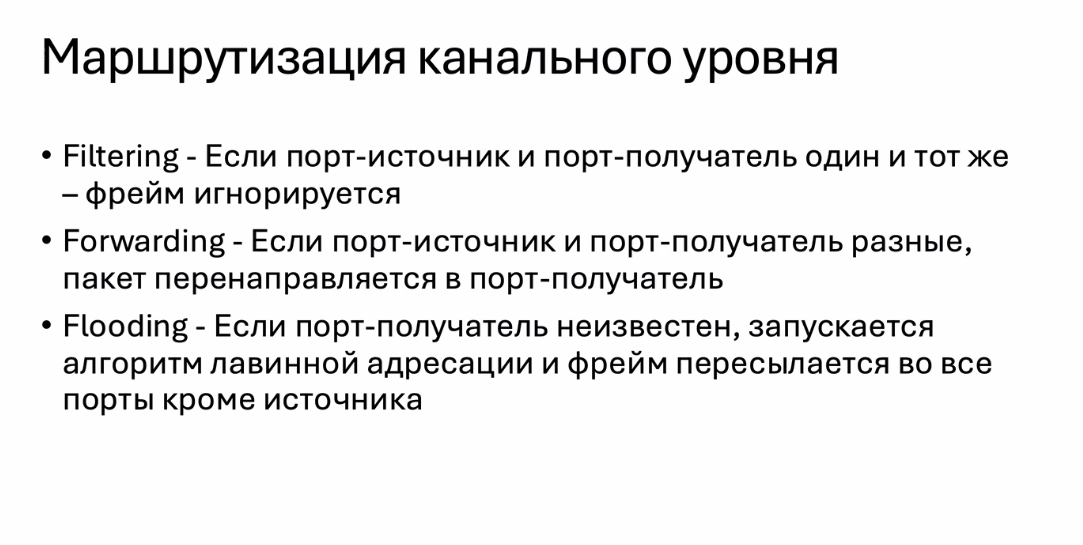 Маршрутизация канального уровня
• Filtering - Если порт-источник и порт-получатель один и тот же
– фрейм игнорируется
• Forwarding - Если порт-источник и порт-получатель разные,
пакет перенаправляется в порт-получатель
• Flooding - Если порт-получатель неизвестен, запускается
алгоритм лавинной адресации и фрейм пересылается во все
порты кроме источника